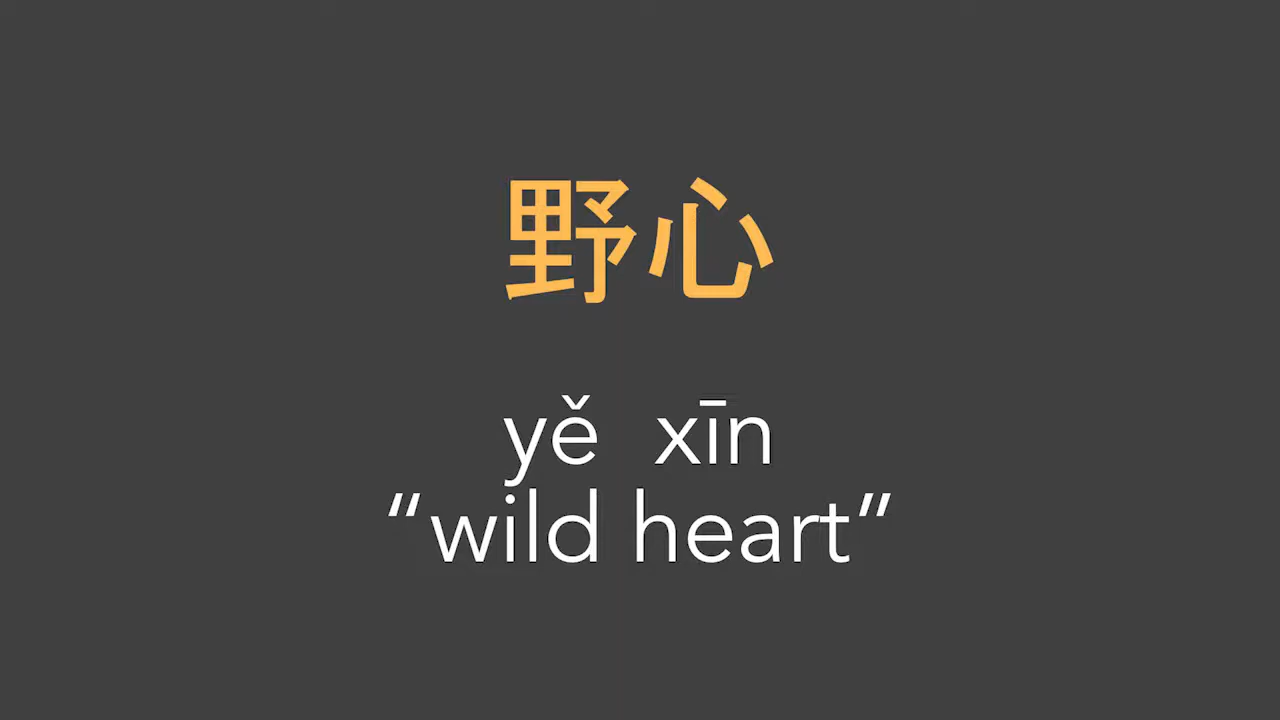 野心
yě xīn
“wild heart”